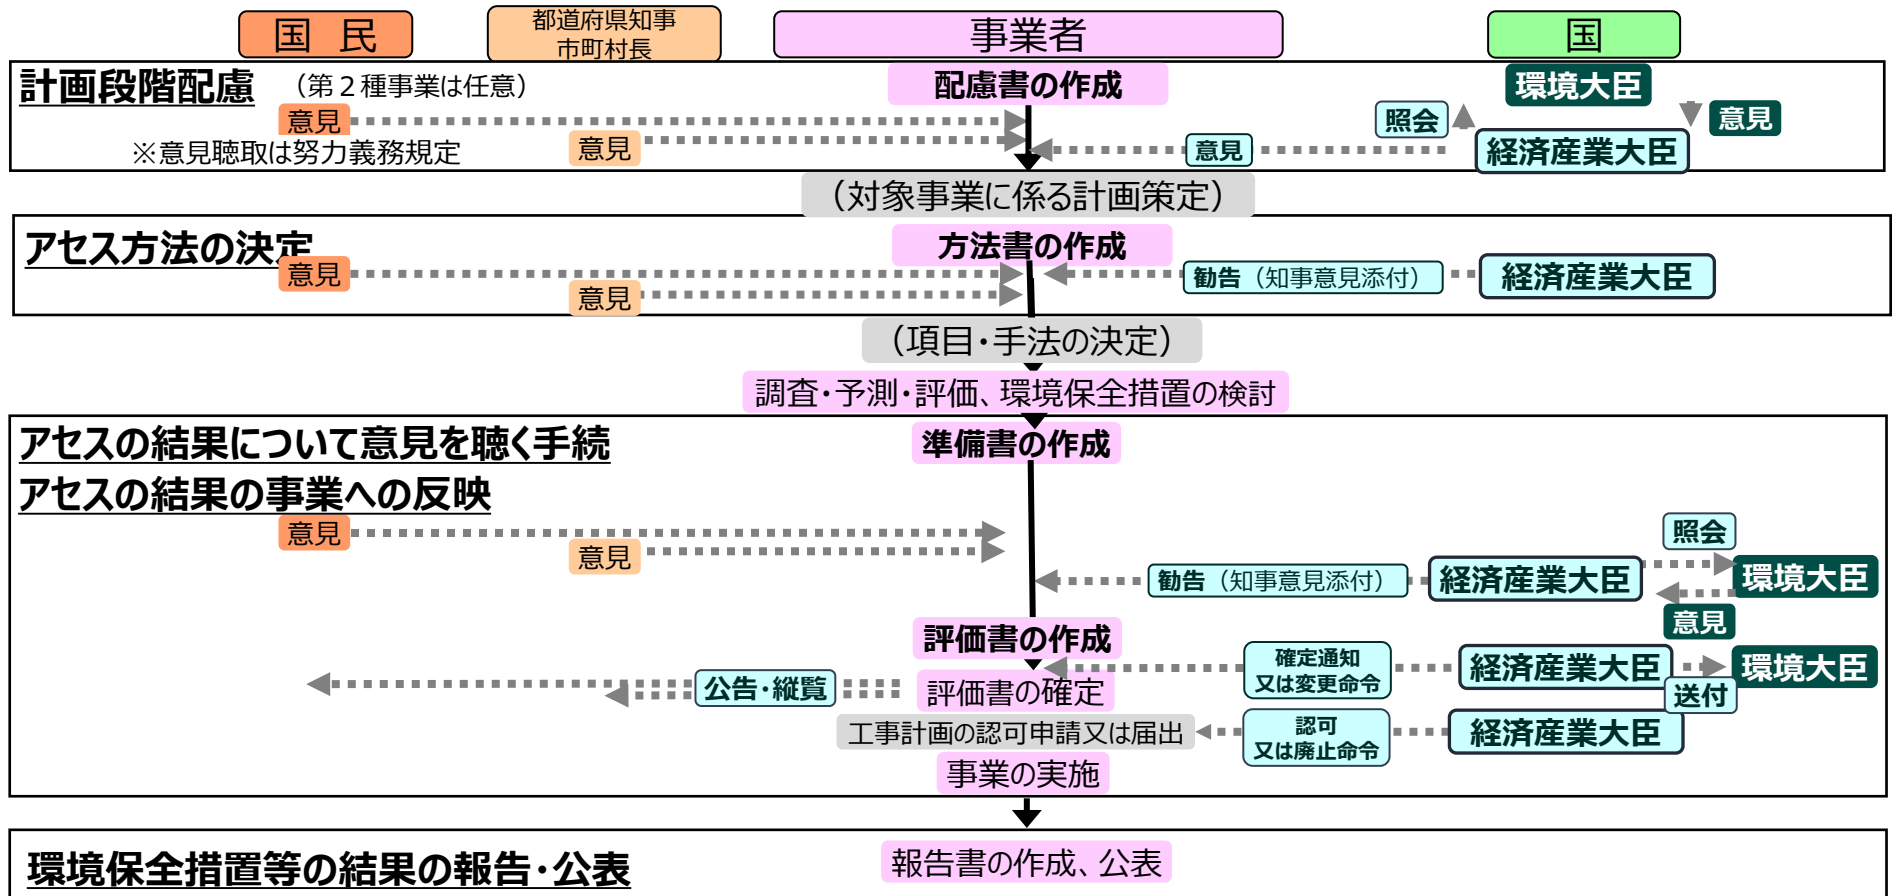 国　民
都道府県知事
市町村長
事業者
国
計画段階配慮
（第２種事業は任意）
配慮書の作成
環境大臣
意見
照会
意見
※意見聴取は努力義務規定
意見
意見
経済産業大臣
（対象事業に係る計画策定）
アセス方法の決定
方法書の作成
意見
勧告（知事意見添付）
経済産業大臣
意見
（項目・手法の決定）
調査・予測・評価、環境保全措置の検討
アセスの結果について意見を聴く手続
準備書の作成
アセスの結果の事業への反映
意見
照会
意見
勧告（知事意見添付）
経済産業大臣
環境大臣
意見
評価書の作成
確定通知
又は変更命令
経済産業大臣
環境大臣
公告・縦覧
評価書の確定
送付
工事計画の認可申請又は届出
認可
又は廃止命令
経済産業大臣
事業の実施
環境保全措置等の結果の報告・公表
報告書の作成、公表